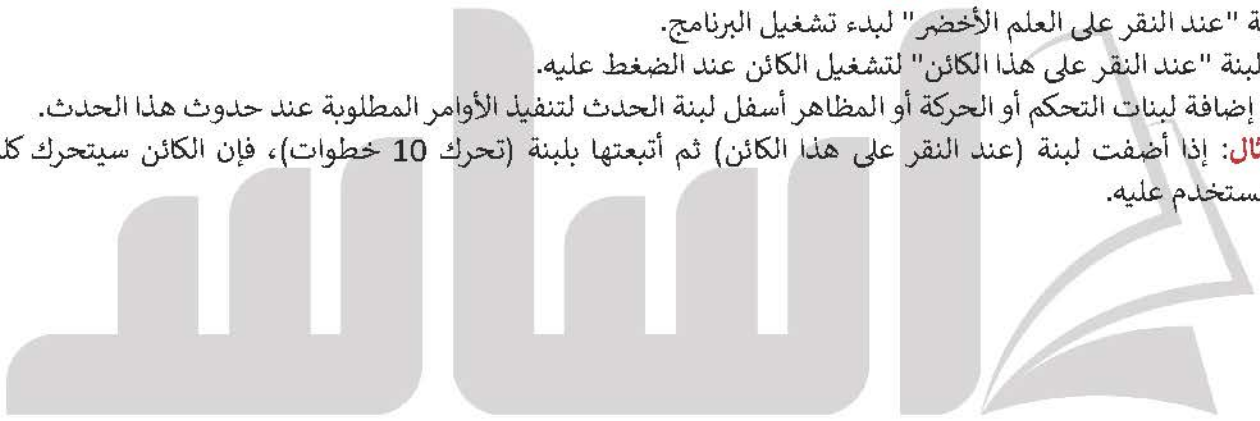 ة "عند النقر على العلم الأخضر" لبدء تشغيل البرنامج.
لبنة "عند النقر على هذا الكائن" لتشغيل الكائن عند الضغط عليه.
إضافة لبنات التحكم أو الحركة أو المظاهر أسفل لبنة الحدث لتنفيذ الأوامر المطلوبة عند حدوث هذا الحدث.
ثال: إذا أضفت لبنة (عند النقر على هذا الكائن) ثم أتبعتها بلبنة (تحرك 10 خطوات)، فإن الكائن سيتحرك كل
ستخدم عليه.
أساس